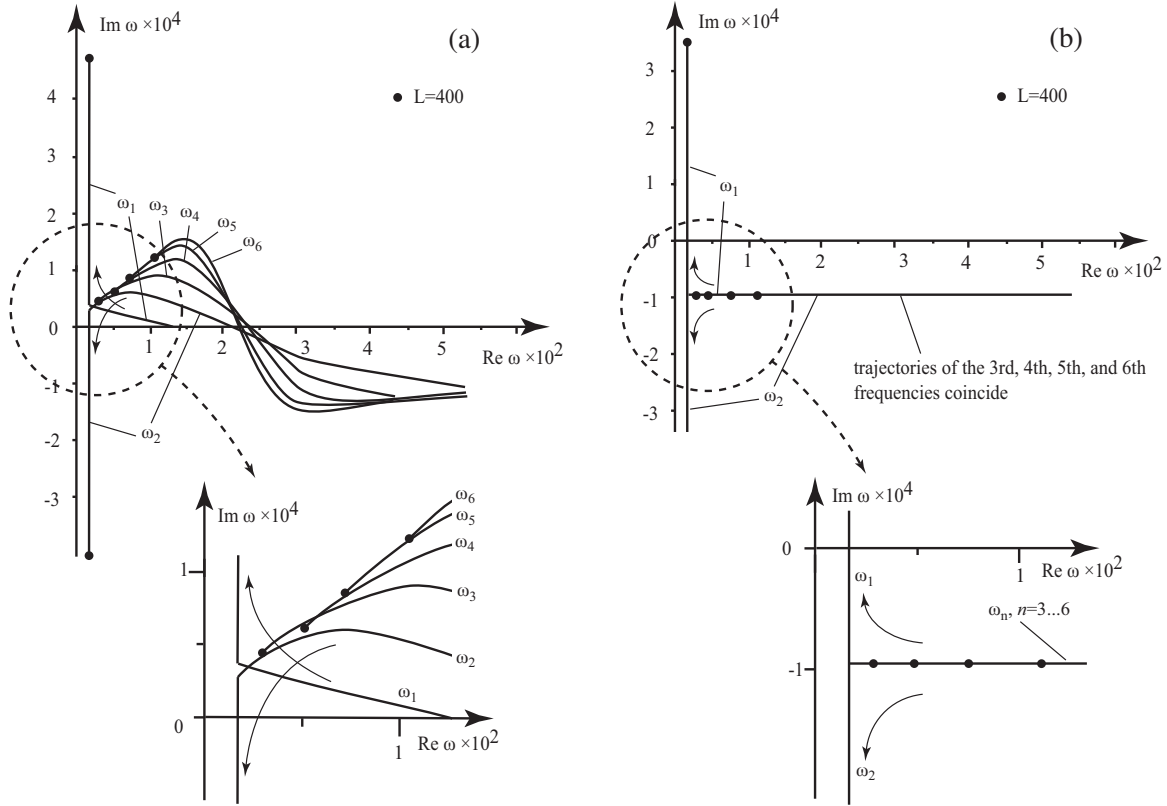 Im ω ×10⁴
(a)
L=400
4
3
2
1
0
-1
-2
-3
ω₁
ω₃
ω₄
ω₅
ω₆
ω₂
1
2
3
4
5
Re ω ×10²
Im ω ×10⁴
1
0
ω₆
ω₅
ω₄
ω₃
ω₂
ω₁
1
Re ω ×10²
Im ω ×10⁴
(b)
L=400
3
2
1
0
-1
-2
-3
ω₁
1
2
3
4
5
Re ω ×10²
trajectories of the 3rd, 4th, 5th, and 6th
frequencies coincide
ω₂
Im ω ×10⁴
0
1
Re ω ×10²
ω₁
ωₙ, n=3...6
-1
ω₂